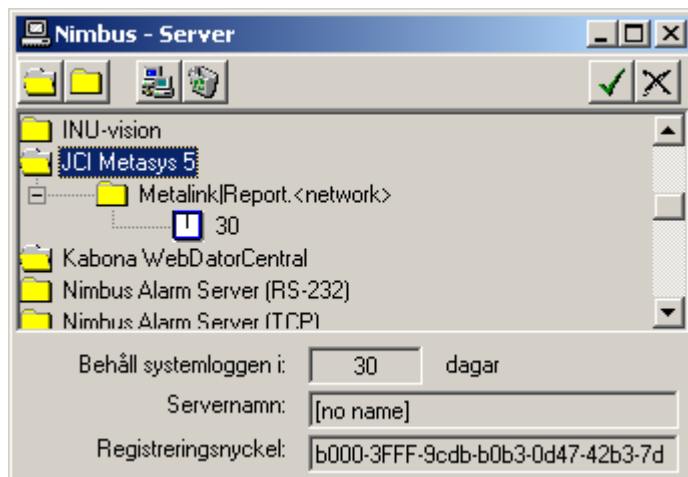 Nimbus - Server
INU-vision
JCI Metasys 5
Metalink|Report.<network>
30
Kabona WebDatorCentral
Nimbus Alarm Server (RS-232)
Nimbus Alarm Server (TCP)
Behåll systemloggen i: 30 dagar
Servernamn: [no name]
Registreringsnyckel: b000-3FFF-9cdb-b0b3-0d47-42b3-7d